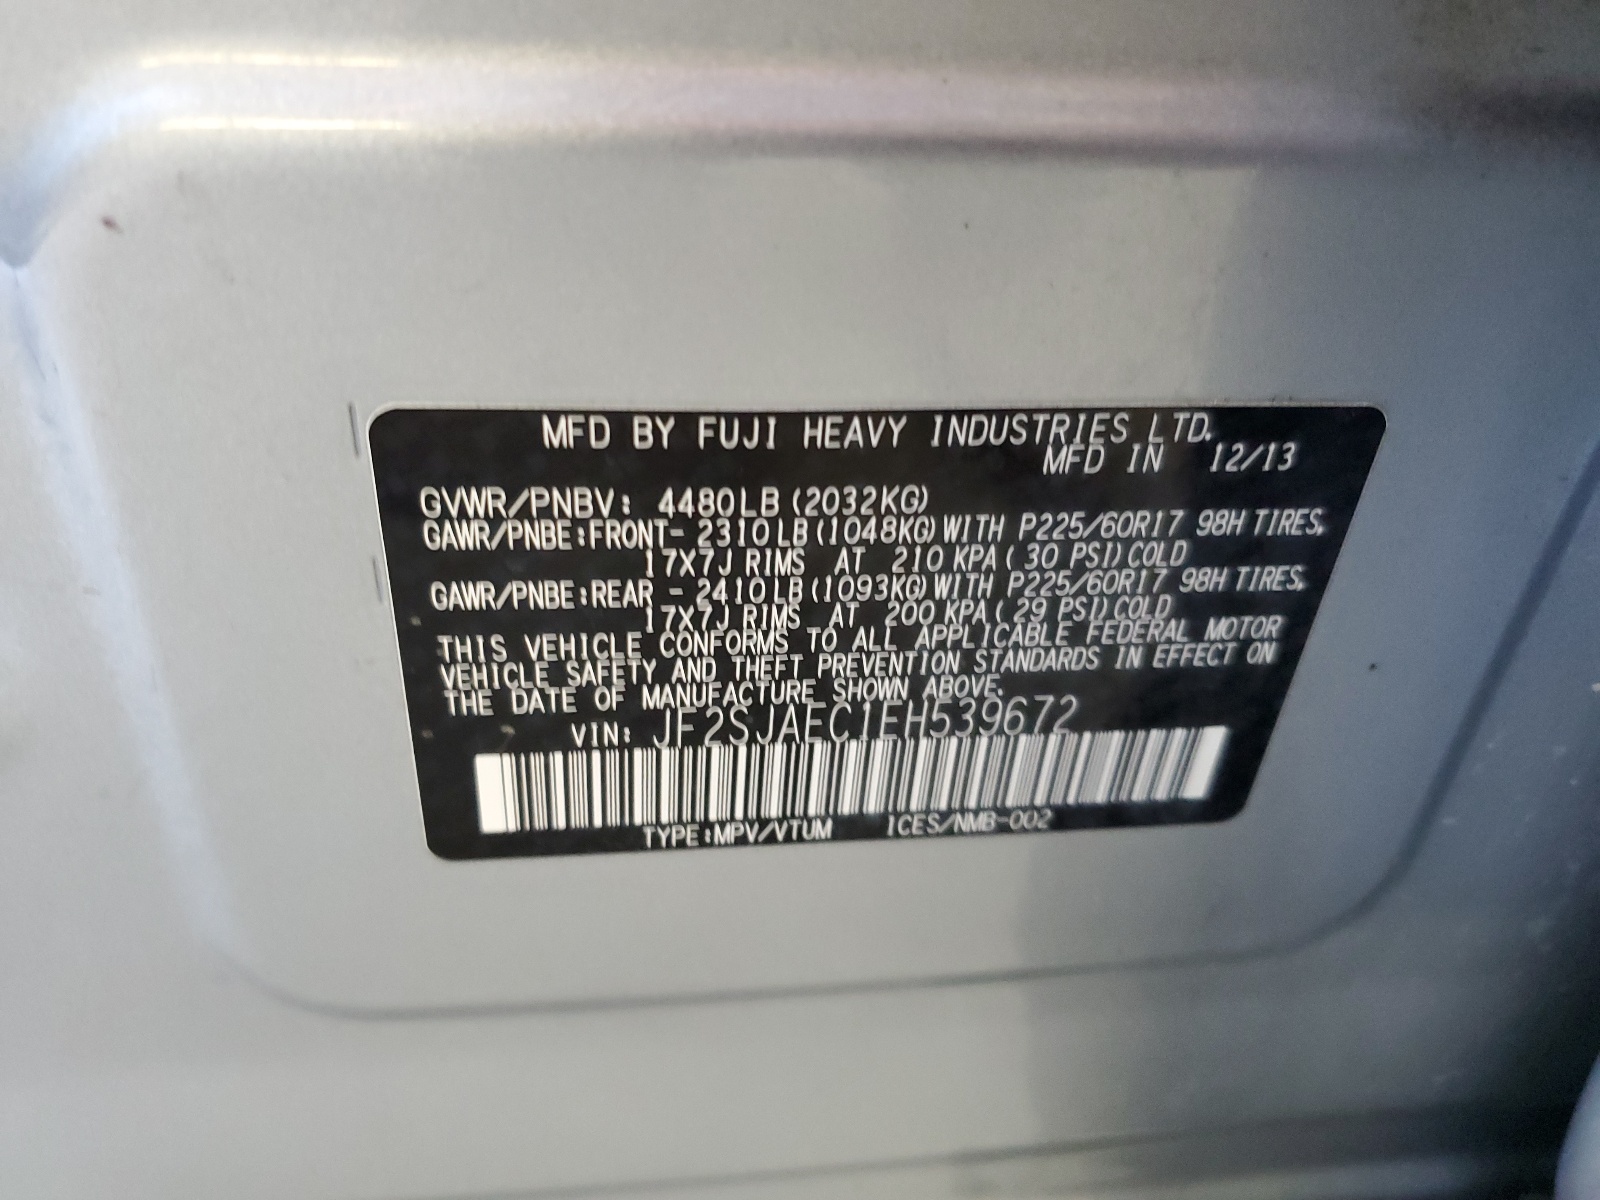 MFD BY FUJI HEAVY INDUSTRIES LTD.
MFD IN 12/13
GVWR/PNBV: 4480LB (2032KG)
GAWR/PNBE:FRONT- 2310 LB (1048KG) WITH P225/60R17 98H TIRES,
17X7J RIMS AT 210 KPA ( 30 PSI) COLD
GAWR/PNBE:REAR - 2410 LB (1093KG) WITH P225/60R17 98H TIRES,
17X7J RIMS AT 200 KPA ( 29 PSI) COLD
THIS VEHICLE CONFORMS TO ALL APPLICABLE FEDERAL MOTOR
VEHICLE SAFETY AND THEFT PREVENTION STANDARDS IN EFFECT ON
THE DATE OF MANUFACTURE SHOWN ABOVE.
VIN: JF2SJAEC1EH539672
TYPE:MPV/VTUM ICES/NMB-002